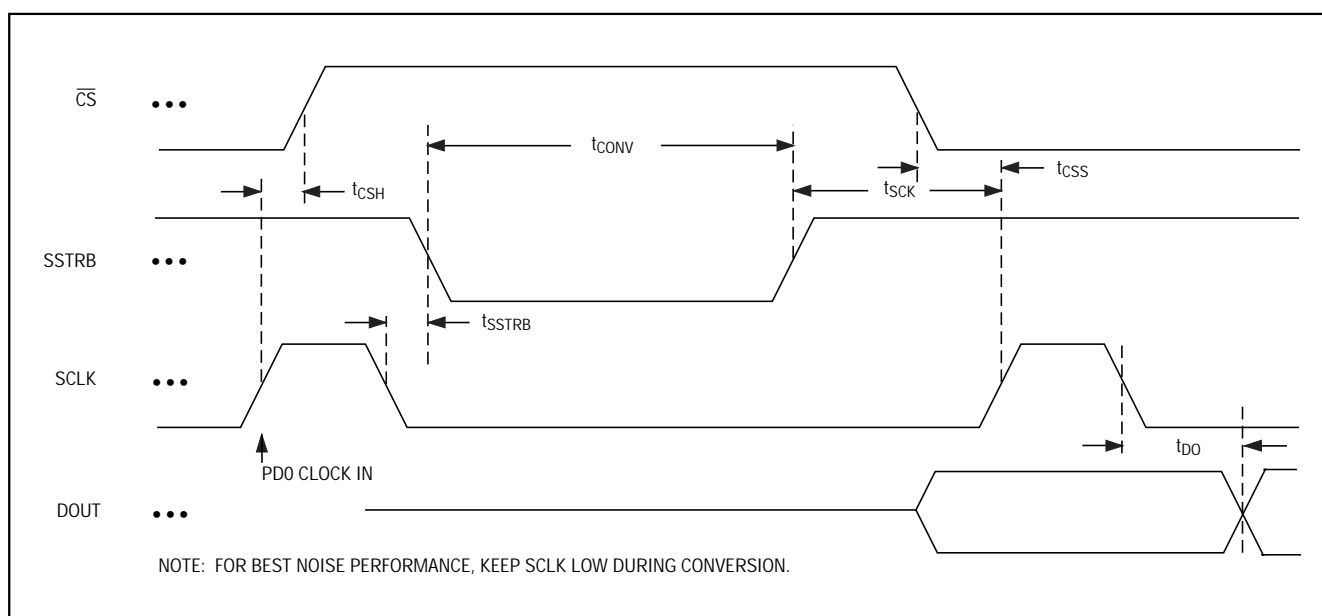 CS •••
tCONV
tCSS
tCSH
tSCK
SSTRB •••
tSSTRB
SCLK •••
tDO
PD0 CLOCK IN
DOUT •••
NOTE: FOR BEST NOISE PERFORMANCE, KEEP SCLK LOW DURING CONVERSION.